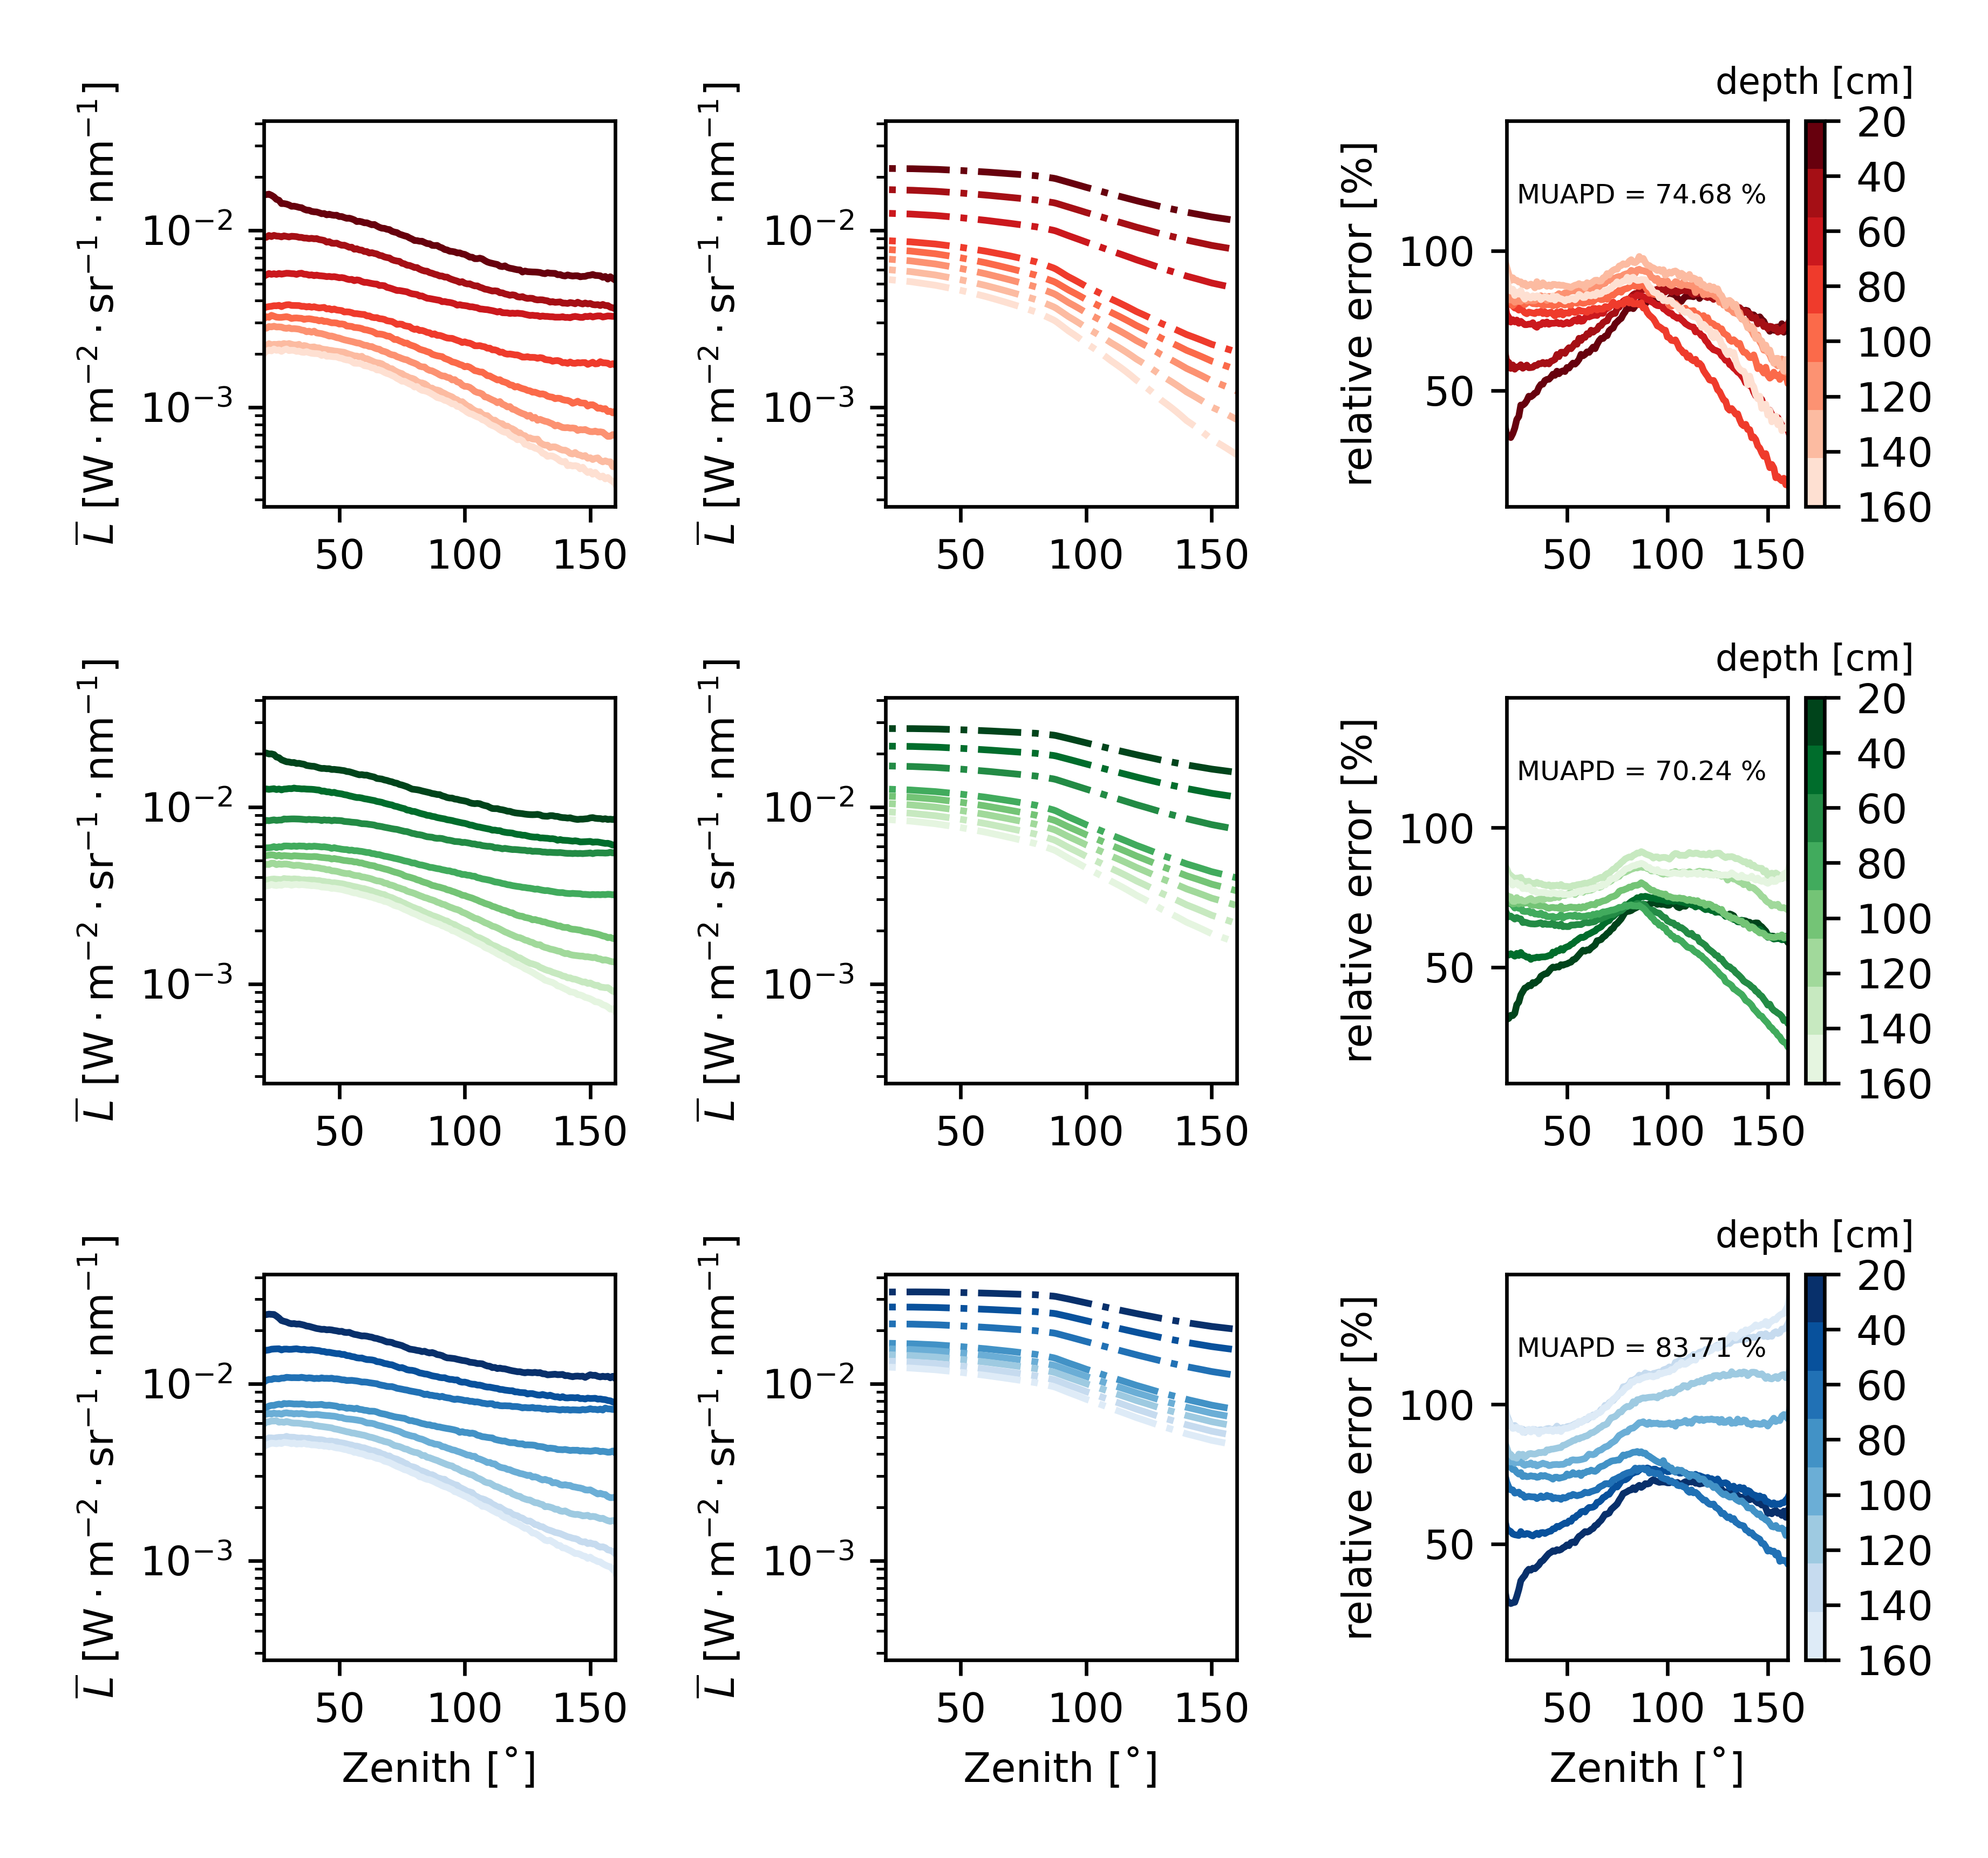 depth [cm]
L̅ [W · m⁻² · sr⁻¹ · nm⁻¹]
10⁻²
10⁻³
50 100 150
L̅ [W · m⁻² · sr⁻¹ · nm⁻¹]
10⁻²
10⁻³
50 100 150
relative error [%]
MUAPD = 74.68 %
100
50
50 100 150
20
40
60
80
100
120
140
160
depth [cm]
L̅ [W · m⁻² · sr⁻¹ · nm⁻¹]
10⁻²
10⁻³
50 100 150
L̅ [W · m⁻² · sr⁻¹ · nm⁻¹]
10⁻²
10⁻³
50 100 150
relative error [%]
MUAPD = 70.24 %
100
50
50 100 150
20
40
60
80
100
120
140
160
depth [cm]
L̅ [W · m⁻² · sr⁻¹ · nm⁻¹]
10⁻²
10⁻³
50 100 150
Zenith [˚]
L̅ [W · m⁻² · sr⁻¹ · nm⁻¹]
10⁻²
10⁻³
50 100 150
Zenith [˚]
relative error [%]
MUAPD = 83.71 %
100
50
50 100 150
Zenith [˚]
20
40
60
80
100
120
140
160